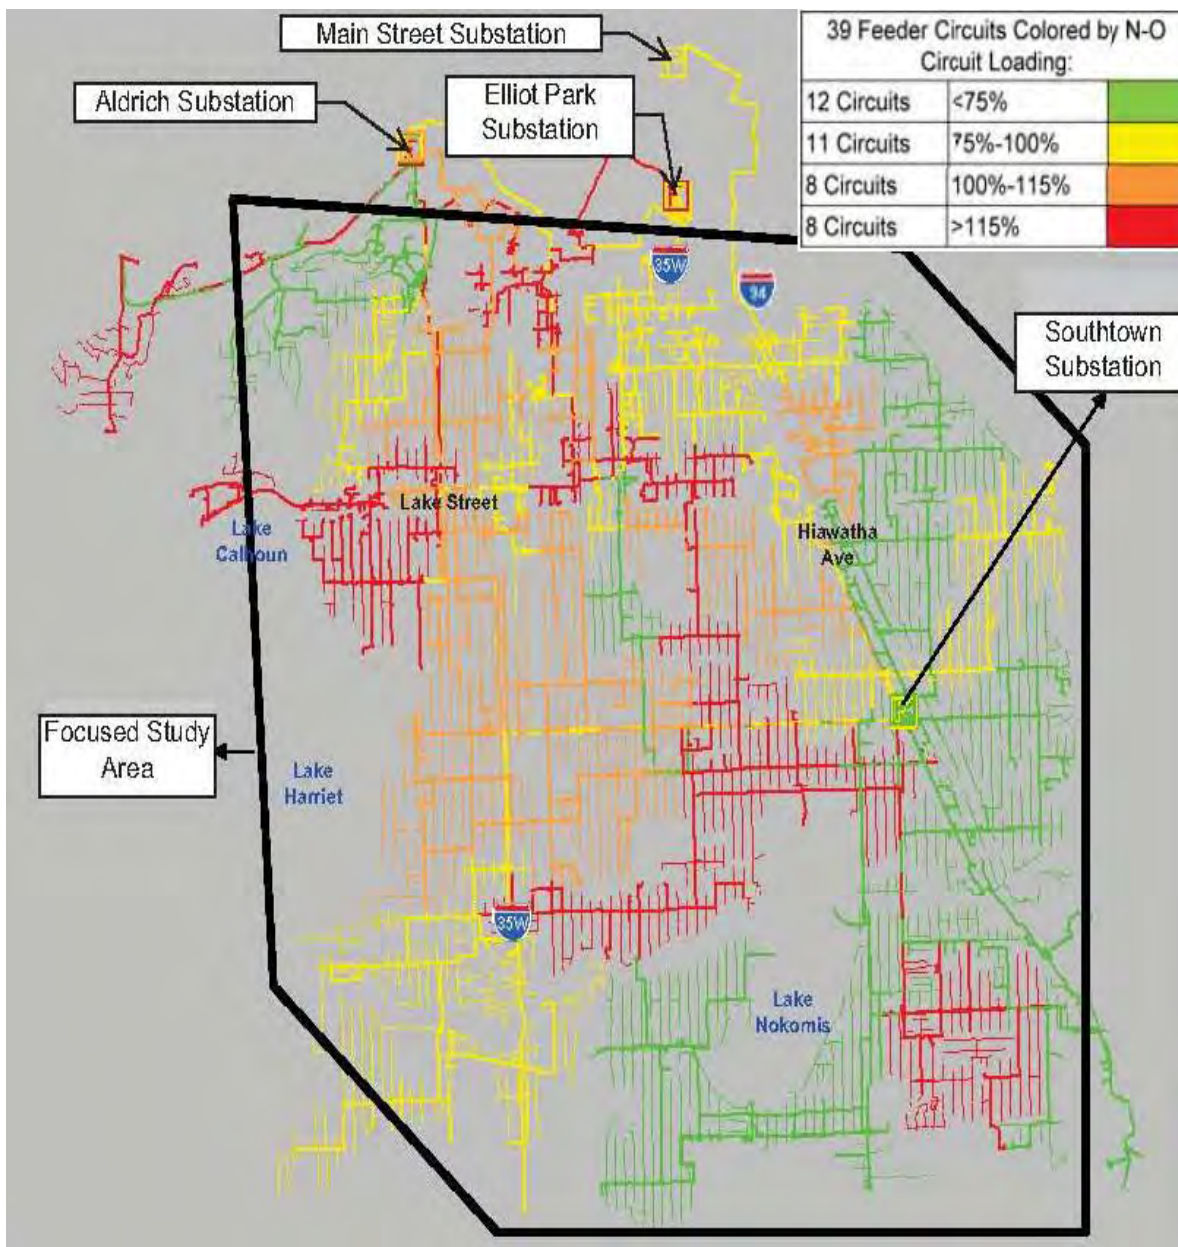 Main Street Substation
39 Feeder Circuits Colored by N-O
Circuit Loading:
12 Circuits <75%
11 Circuits 75%-100%
8 Circuits 100%-115%
8 Circuits >115%
Aldrich Substation
Elliot Park
Substation
35W
94
Southtown
Substation
Lake Street
Lake
Calhoun
Hiawatha
Ave
Focused Study
Area
Lake
Harriet
35W
Lake
Nokomis